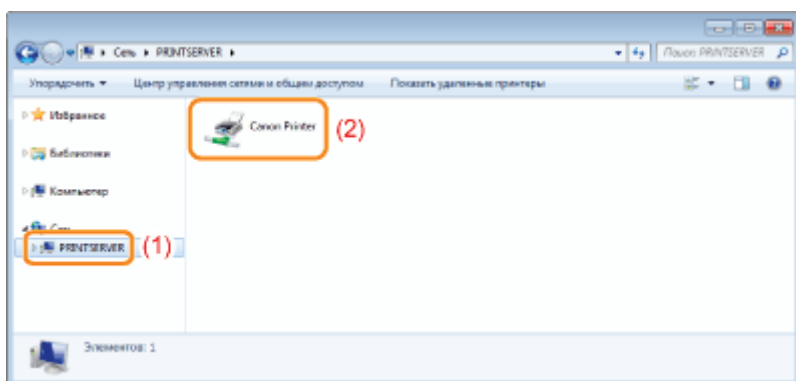 Сеть ▸ PRINTSERVER ▸
Поиск: PRINTSERVER
Упорядочить
Центр управления сетями и общим доступом
Показать удаленные принтеры
Избранное
Библиотеки
Компьютер
Сеть
PRINTSERVER
(1)
Canon Printer
(2)
Элементов: 1